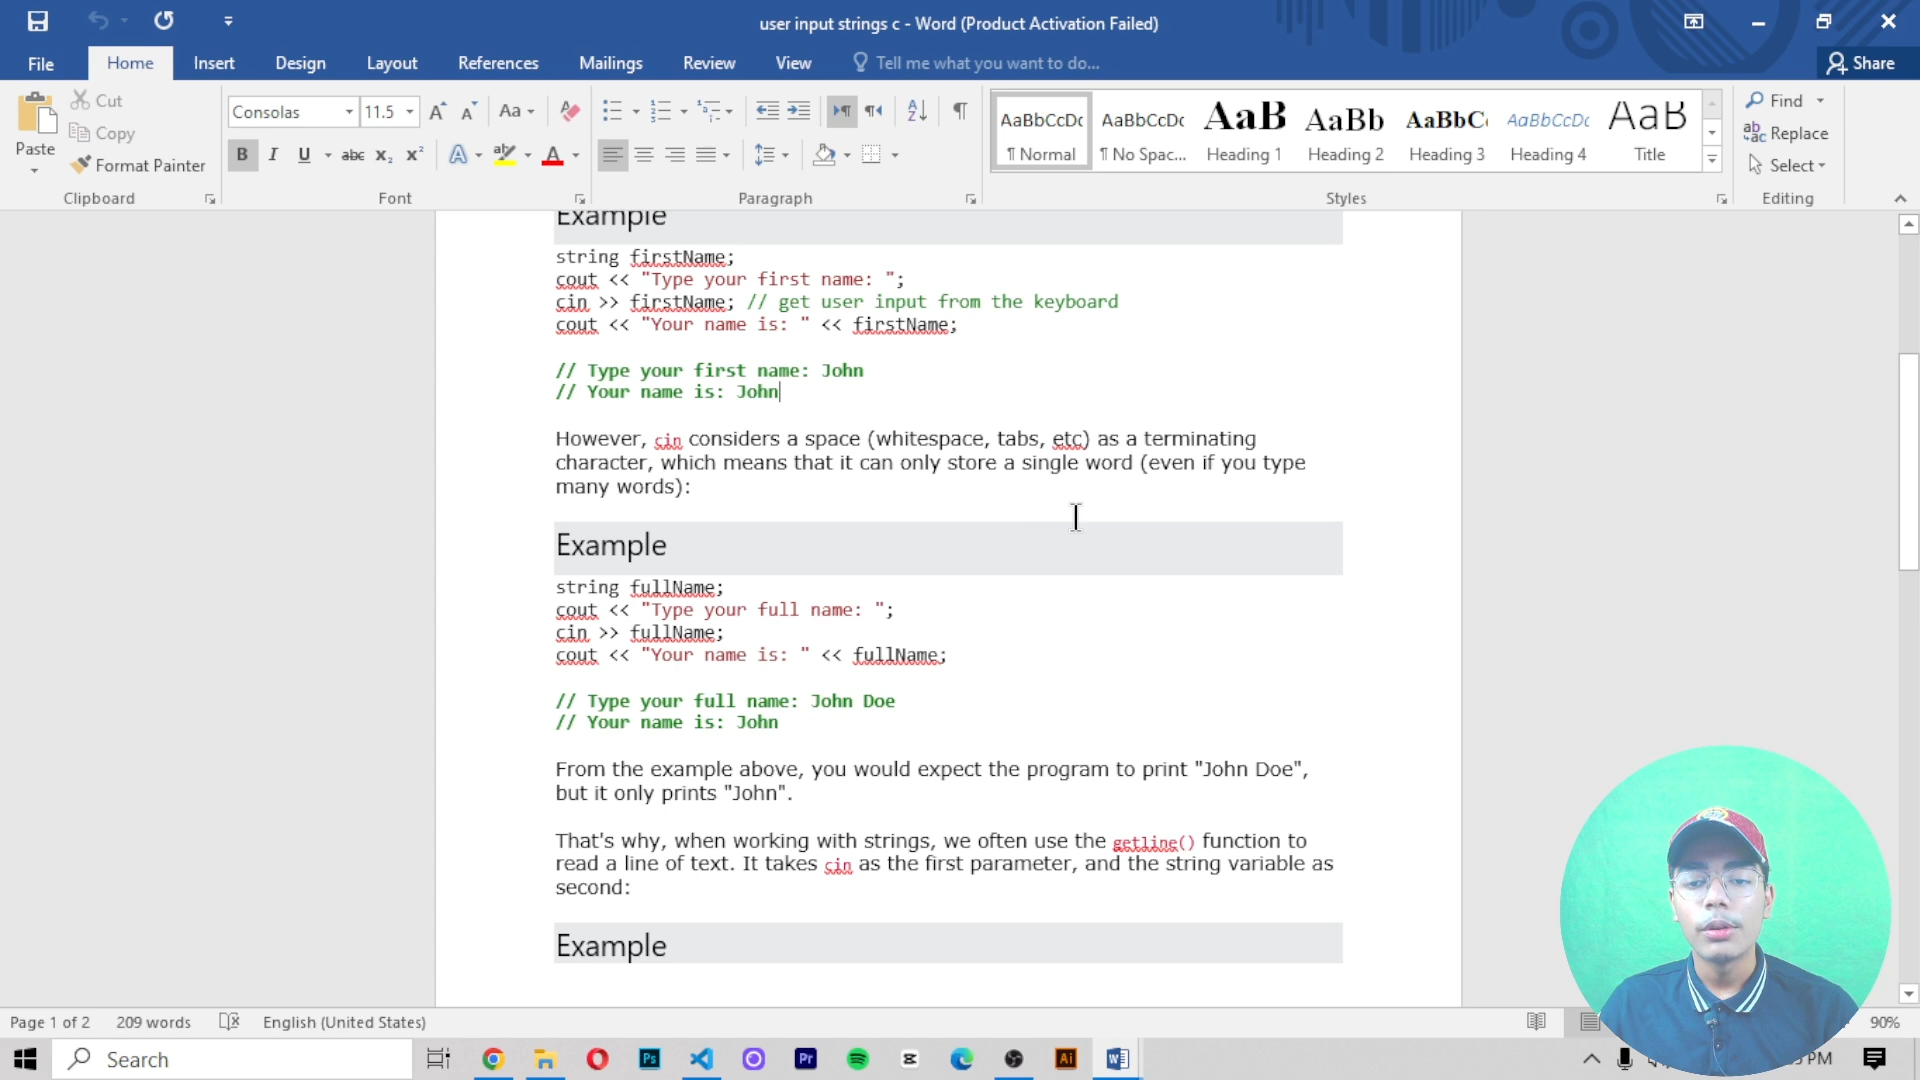 user input strings c - Word (Product Activation Failed)
File Home Insert Design Layout References Mailings Review View Tell me what you want to do... Share
Paste
Cut
Copy
Format Painter
Clipboard
Consolas 11.5 Aa
B I U abc x₂ x² A A
Font
Paragraph
AaBbCcDc ¶ Normal
AaBbCcDc ¶ No Spac...
AaB Heading 1
AaBb Heading 2
AaBbC Heading 3
AaBbCcDc Heading 4
AaB Title
Styles
Find
Replace
Select
Editing
Example
string firstName;
cout << "Type your first name: ";
cin >> firstName; // get user input from the keyboard
cout << "Your name is: " << firstName;
// Type your first name: John
// Your name is: John
However, cin considers a space (whitespace, tabs, etc) as a terminating
character, which means that it can only store a single word (even if you type
many words):
Example
string fullName;
cout << "Type your full name: ";
cin >> fullName;
cout << "Your name is: " << fullName;
// Type your full name: John Doe
// Your name is: John
From the example above, you would expect the program to print "John Doe",
but it only prints "John".
That's why, when working with strings, we often use the getline() function to
read a line of text. It takes cin as the first parameter, and the string variable as
second:
Example
Page 1 of 2 209 words English (United States) 90%
Search Ps Pr Ai PM